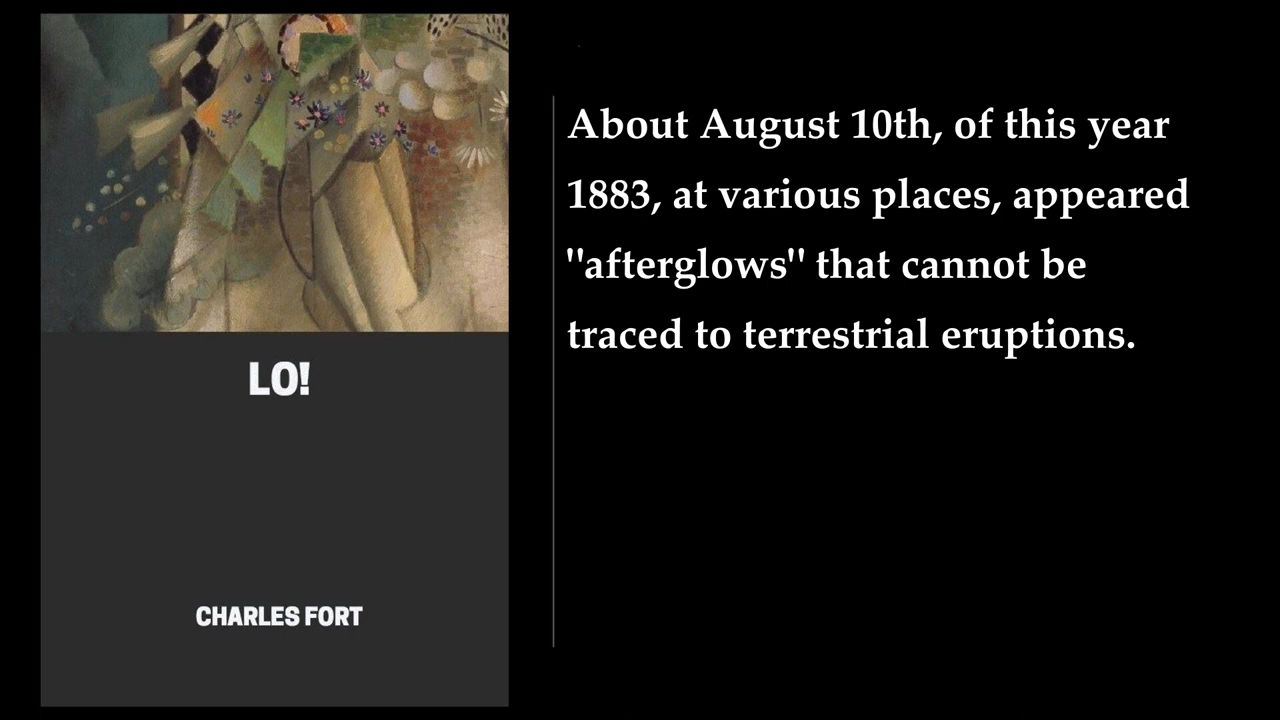 LO!
CHARLES FORT
About August 10th, of this year
1883, at various places, appeared
"afterglows" that cannot be
traced to terrestrial eruptions.